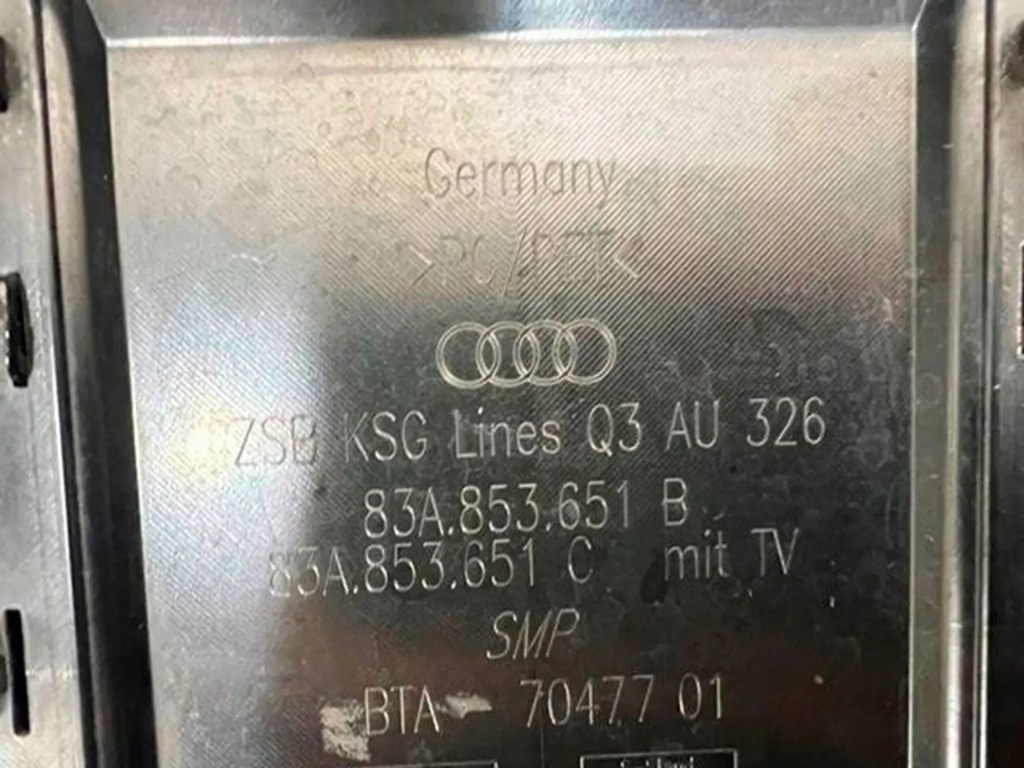 Germany
>PC/PET<
ZSB KSG Lines Q3 AU 326
83A.853.651 B
83A.853.651 C mit TV
SMP
BTA - 70477 01